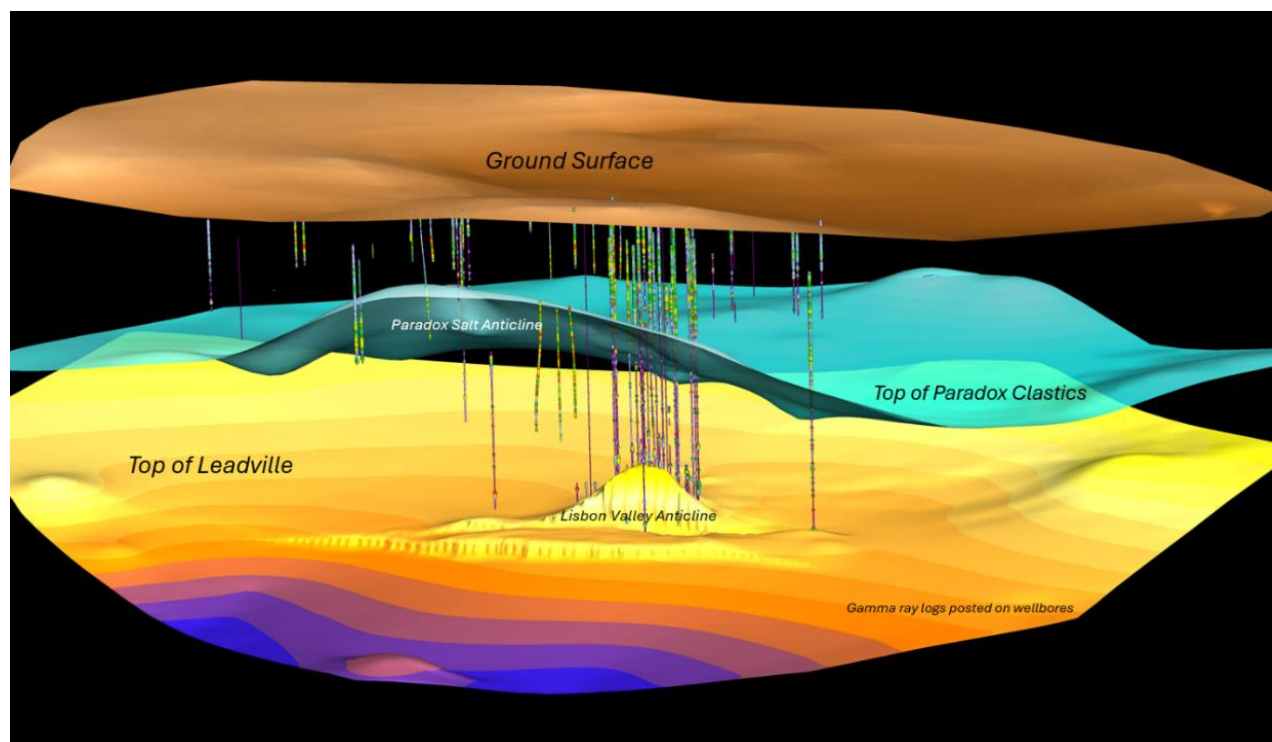 Ground Surface
Paradox Salt Anticline
Top of Paradox Clastics
Top of Leadville
Lisbon Valley Anticline
Gamma ray logs posted on wellbores